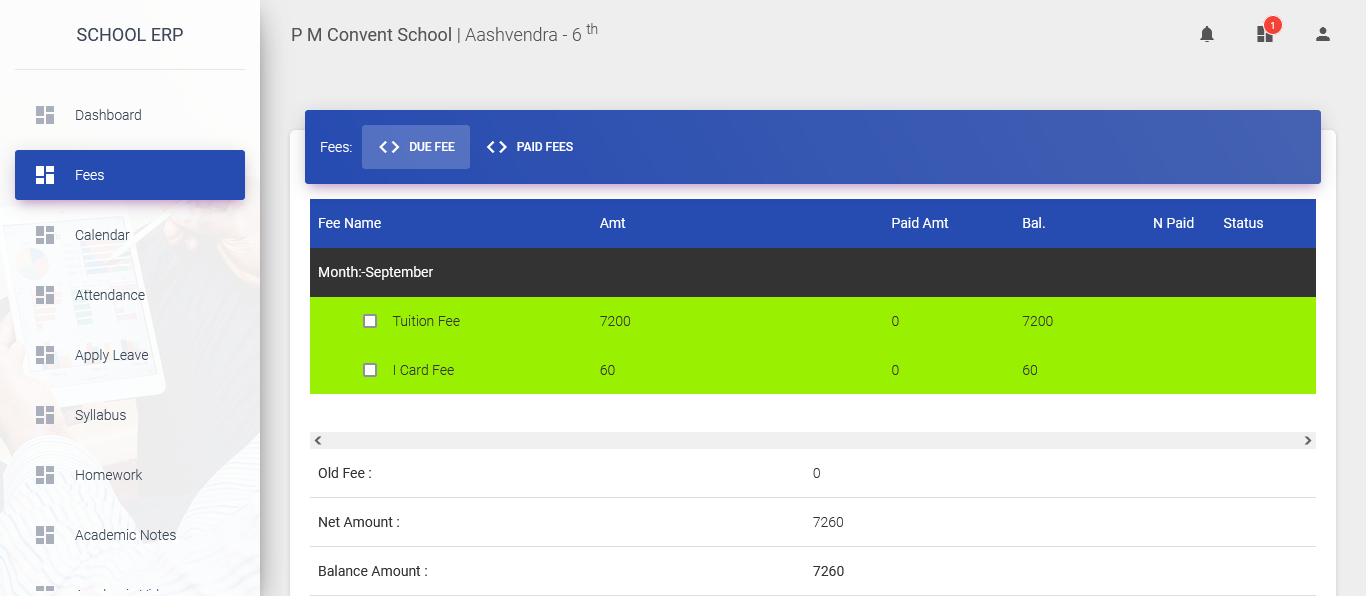 SCHOOL ERP
P M Convent School | Aashvendra - 6 th
1
Dashboard
Fees
Calendar
Attendance
Apply Leave
Syllabus
Homework
Academic Notes
Fees: DUE FEE PAID FEES
Fee Name Amt Paid Amt Bal. N Paid Status
Month:-September
Tuition Fee 7200 0 7200
I Card Fee 60 0 60
Old Fee : 0
Net Amount : 7260
Balance Amount : 7260